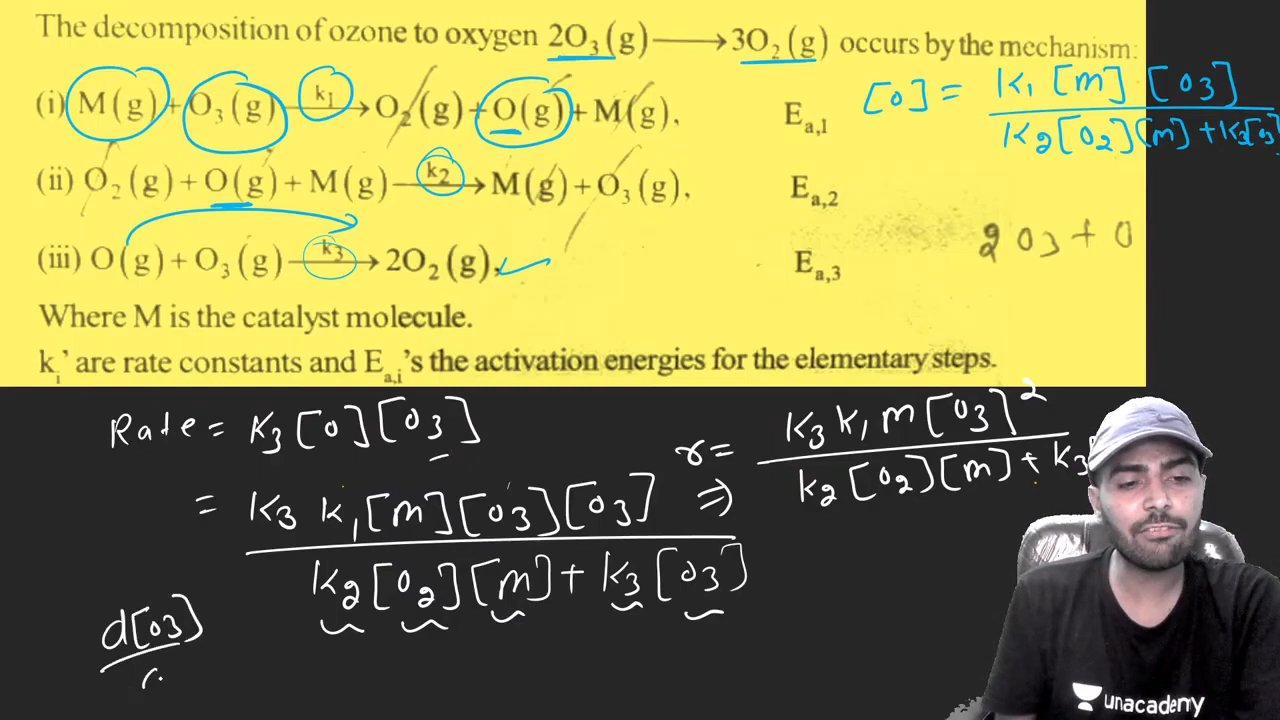 The decomposition of ozone to oxygen 2O₃(g) ⟶ 3O₂(g) occurs by the mechanism:
(i) M(g) + O₃(g) —k₁→ O₂(g) + O(g) + M(g), Eₐ,₁
[O] = k₁[m][O₃] / k₂[O₂][m] + k₃[O₃]
(ii) O₂(g) + O(g) + M(g) —k₂→ M(g) + O₃(g), Eₐ,₂
2O₃ + O
(iii) O(g) + O₃(g) —k₃→ 2O₂(g), Eₐ,₃
Where M is the catalyst molecule.
kᵢ’ are rate constants and Eₐ,ᵢ’s the activation energies for the elementary steps.
Rate = K₃[O][O₃]
= K₃ k₁[m][O₃][O₃] / k₂[O₂][m] + k₃[O₃]
⇒ r = k₃ k₁ m[O₃]² / k₂[O₂][m] + k₃
d[O₃]
unacademy